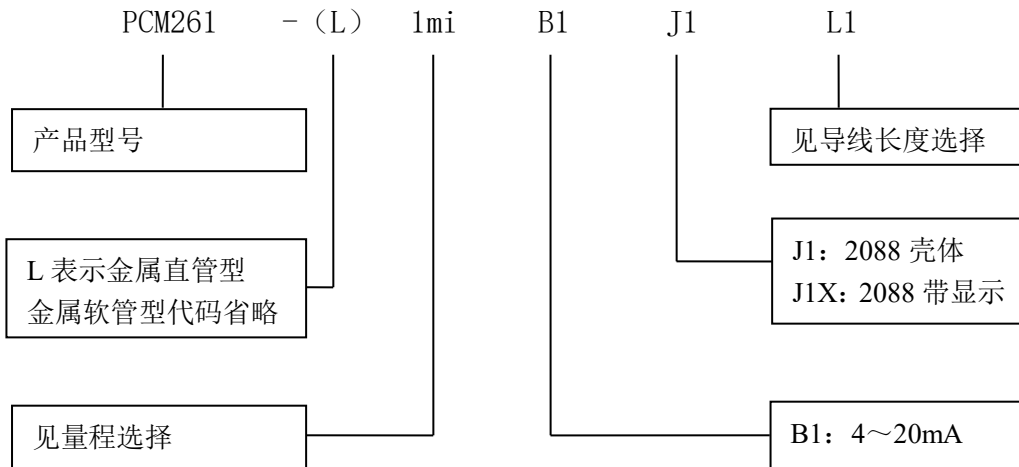 PCM261 -（L） 1mi B1 J1 L1
产品型号
见导线长度选择
L 表示金属直管型
金属软管型代码省略
J1：2088 壳体
J1X：2088 带显示
见量程选择
B1：4～20mA